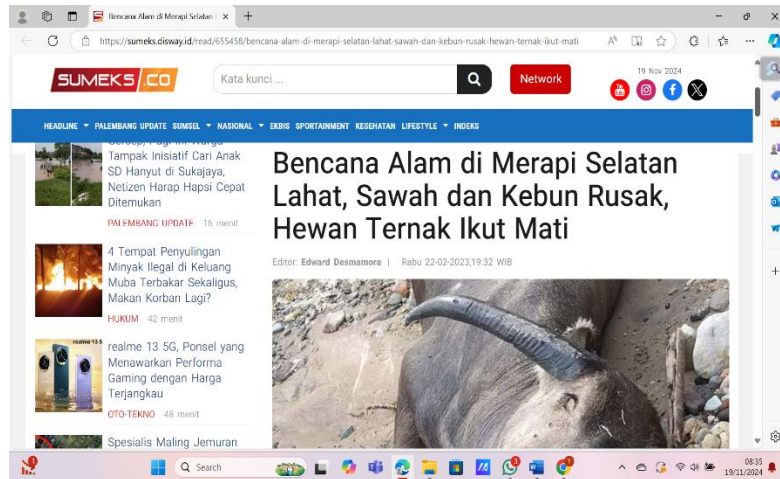 Bencana Alam di Merapi Selatan
https://sumeks.disway.id/read/655458/bencana-alam-di-merapi-selatan-lahat-sawah-dan-kebun-rusak-hewan-ternak-ikut-mati
SUMEKS.CO
Kata kunci ...
Network
19 Nov 2024
HEADLINE PALEMBANG UPDATE SUMSEL NASIONAL EKBIS SPORTAINMENT KESEHATAN LIFESTYLE INDEKS
Tampak Inisiatif Cari Anak
SD Hanyut di Sukajaya,
Netizen Harap Hapsi Cepat
Ditemukan
PALEMBANG UPDATE 16 menit
4 Tempat Penyulingan
Minyak Ilegal di Keluang
Muba Terbakar Sekaligus,
Makan Korban Lagi?
HUKUM 42 menit
realme 13 5G, Ponsel yang
Menawarkan Performa
Gaming dengan Harga
Terjangkau
OTO-TEKNO 48 menit
Spesialis Maling Jemuran
Bencana Alam di Merapi Selatan
Lahat, Sawah dan Kebun Rusak,
Hewan Ternak Ikut Mati
Editor: Edward Desmamora | Rabu 22-02-2023,19:32 WIB
Search
08:35
19/11/2024